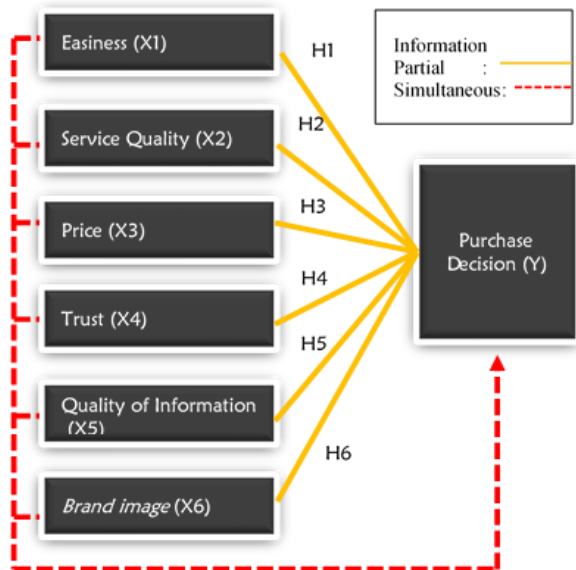 Easiness (X1)
H1
Information
Partial :
Simultaneous:
H2
Service Quality (X2)
H3
Price (X3)
Purchase
Decision (Y)
H4
Trust (X4)
H5
Quality of Information
(X5)
H6
Brand image (X6)